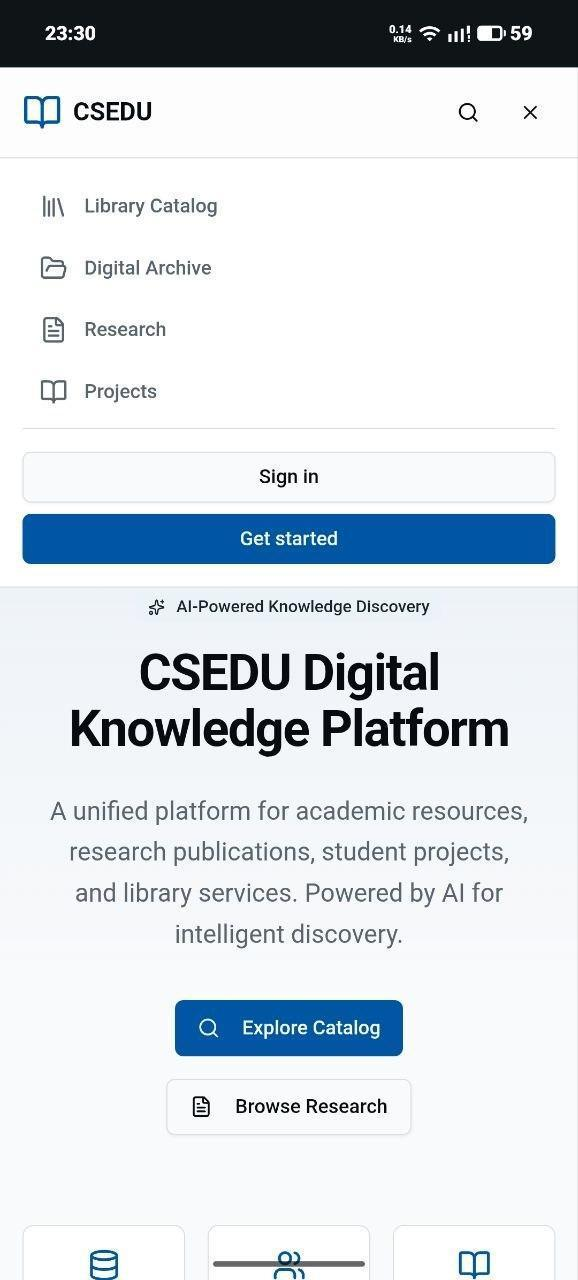 23:30
0.14
KB/s
59
CSEDU
Library Catalog
Digital Archive
Research
Projects
Sign in
Get started
AI-Powered Knowledge Discovery
CSEDU Digital
Knowledge Platform
A unified platform for academic resources,
research publications, student projects,
and library services. Powered by AI for
intelligent discovery.
Explore Catalog
Browse Research